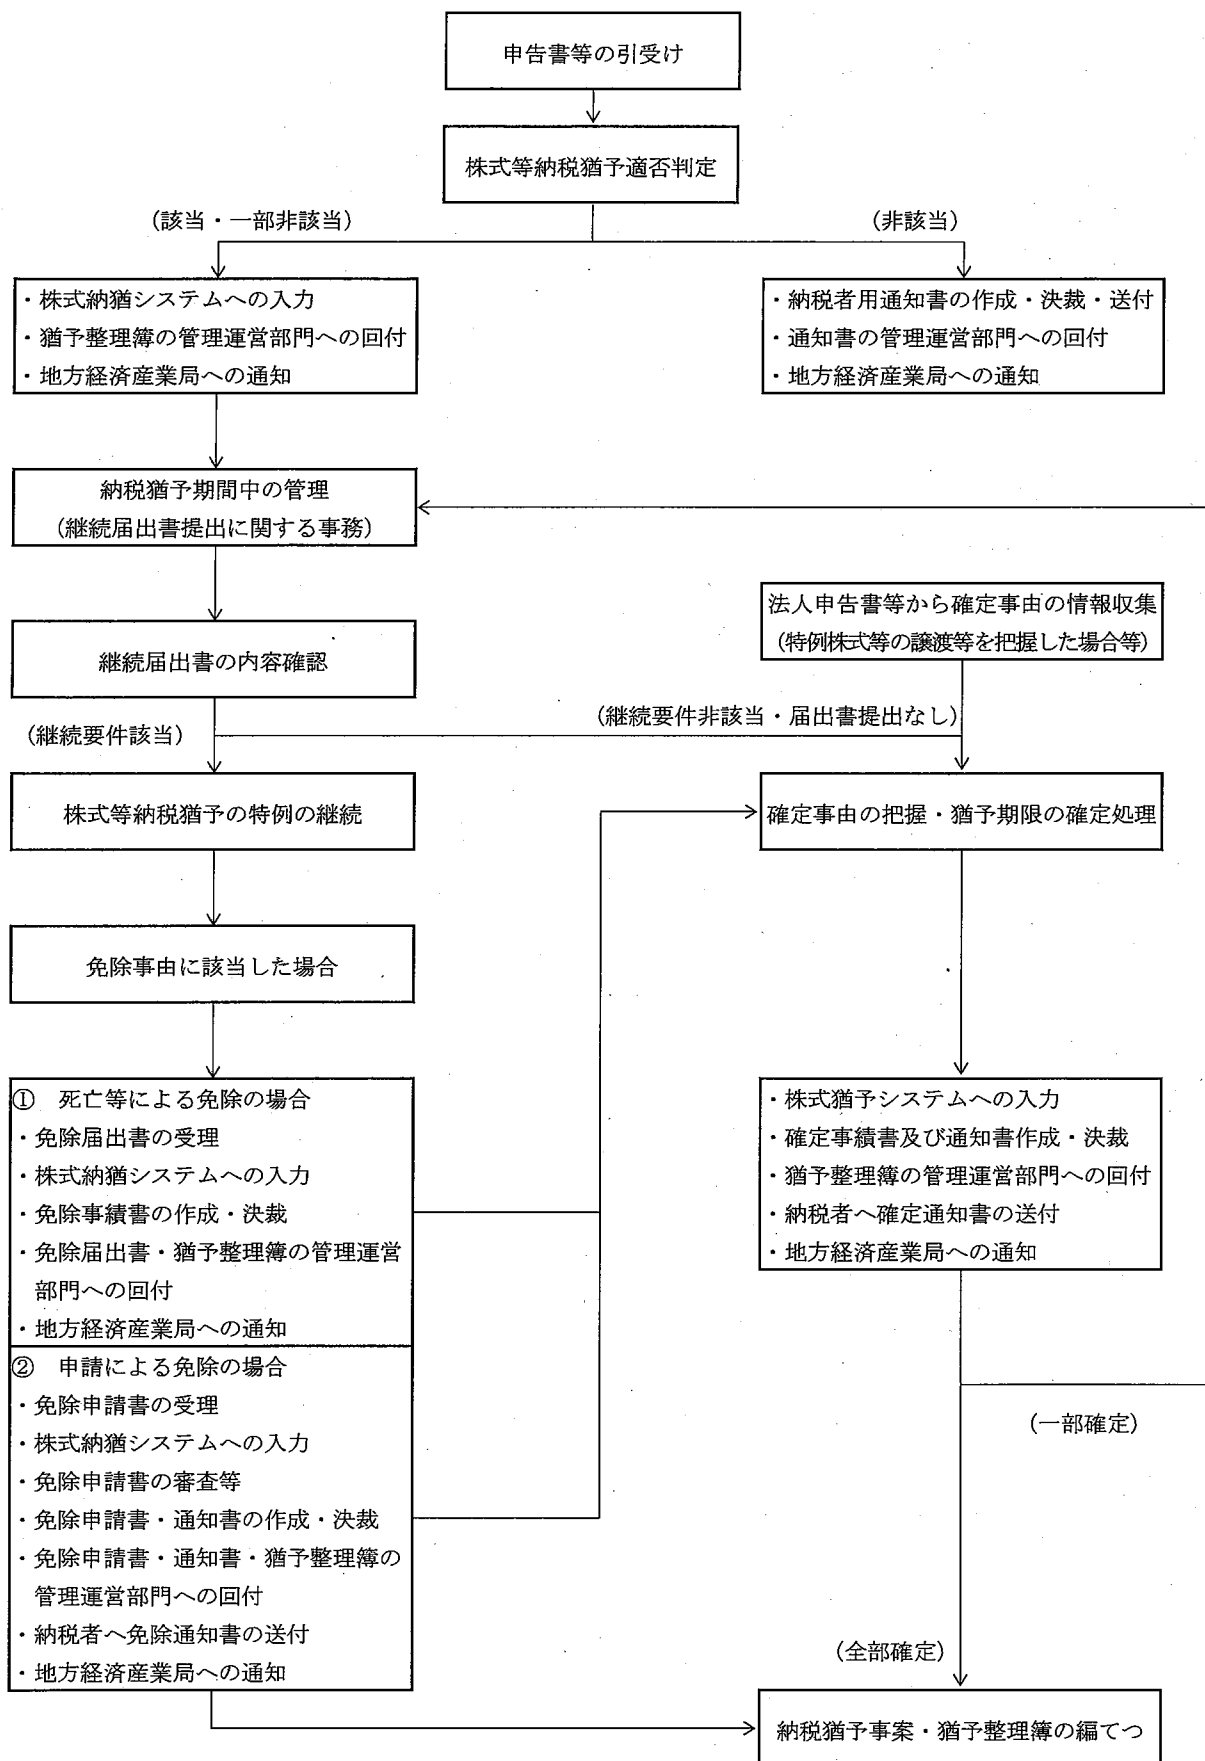 申告書等の引受け
株式等納税猶予適否判定
(該当・一部非該当)
(非該当)
・株式納猶システムへの入力
・猶予整理簿の管理運営部門への回付
・地方経済産業局への通知
・納税者用通知書の作成・決裁・送付
・通知書の管理運営部門への回付
・地方経済産業局への通知
納税猶予期間中の管理
(継続届出書提出に関する事務)
法人申告書等から確定事由の情報収集
(特例株式等の譲渡等を把握した場合等)
継続届出書の内容確認
(継続要件非該当・届出書提出なし)
(継続要件該当)
株式等納税猶予の特例の継続
確定事由の把握・猶予期限の確定処理
免除事由に該当した場合
① 死亡等による免除の場合
・免除届出書の受理
・株式納猶システムへの入力
・免除事績書の作成・決裁
・免除届出書・猶予整理簿の管理運営
部門への回付
・地方経済産業局への通知
・株式猶予システムへの入力
・確定事績書及び通知書作成・決裁
・猶予整理簿の管理運営部門への回付
・納税者へ確定通知書の送付
・地方経済産業局への通知
② 申請による免除の場合
・免除申請書の受理
・株式納猶システムへの入力
・免除申請書の審査等
・免除申請書・通知書の作成・決裁
・免除申請書・通知書・猶予整理簿の
管理運営部門への回付
・納税者へ免除通知書の送付
・地方経済産業局への通知
(一部確定)
(全部確定)
納税猶予事案・猶予整理簿の編てつ